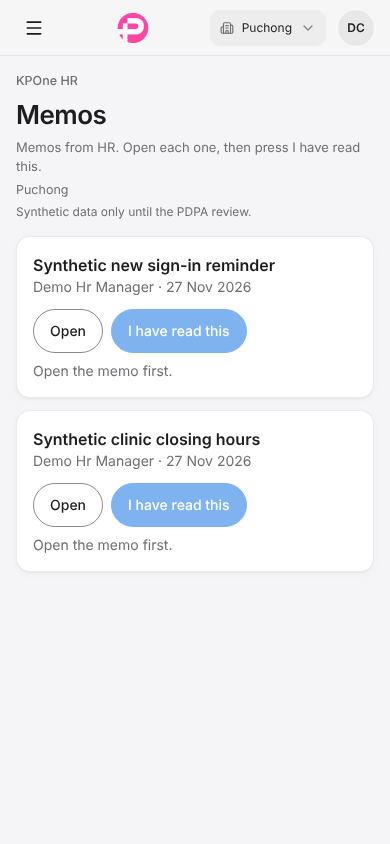 Puchong
DC
KPOne HR
Memos
Memos from HR. Open each one, then press I have read
this.
Puchong
Synthetic data only until the PDPA review.
Synthetic new sign-in reminder
Demo Hr Manager · 27 Nov 2026
Open
I have read this
Open the memo first.
Synthetic clinic closing hours
Demo Hr Manager · 27 Nov 2026
Open
I have read this
Open the memo first.